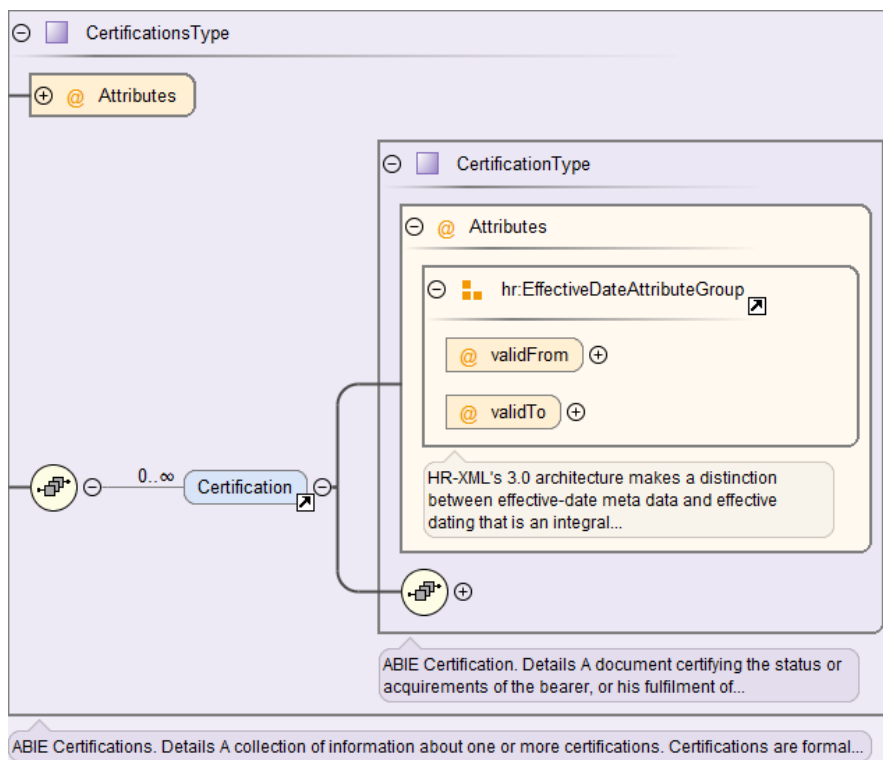 CertificationsType
@ Attributes
CertificationType
@ Attributes
hr:EffectiveDateAttributeGroup
@ validFrom
@ validTo
0..∞
Certification
HR-XML's 3.0 architecture makes a distinction
between effective-date meta data and effective
dating that is an integral...
ABIE Certification. Details A document certifying the status or
acquirements of the bearer, or his fulfilment of...
ABIE Certifications. Details A collection of information about one or more certifications. Certifications are formal...